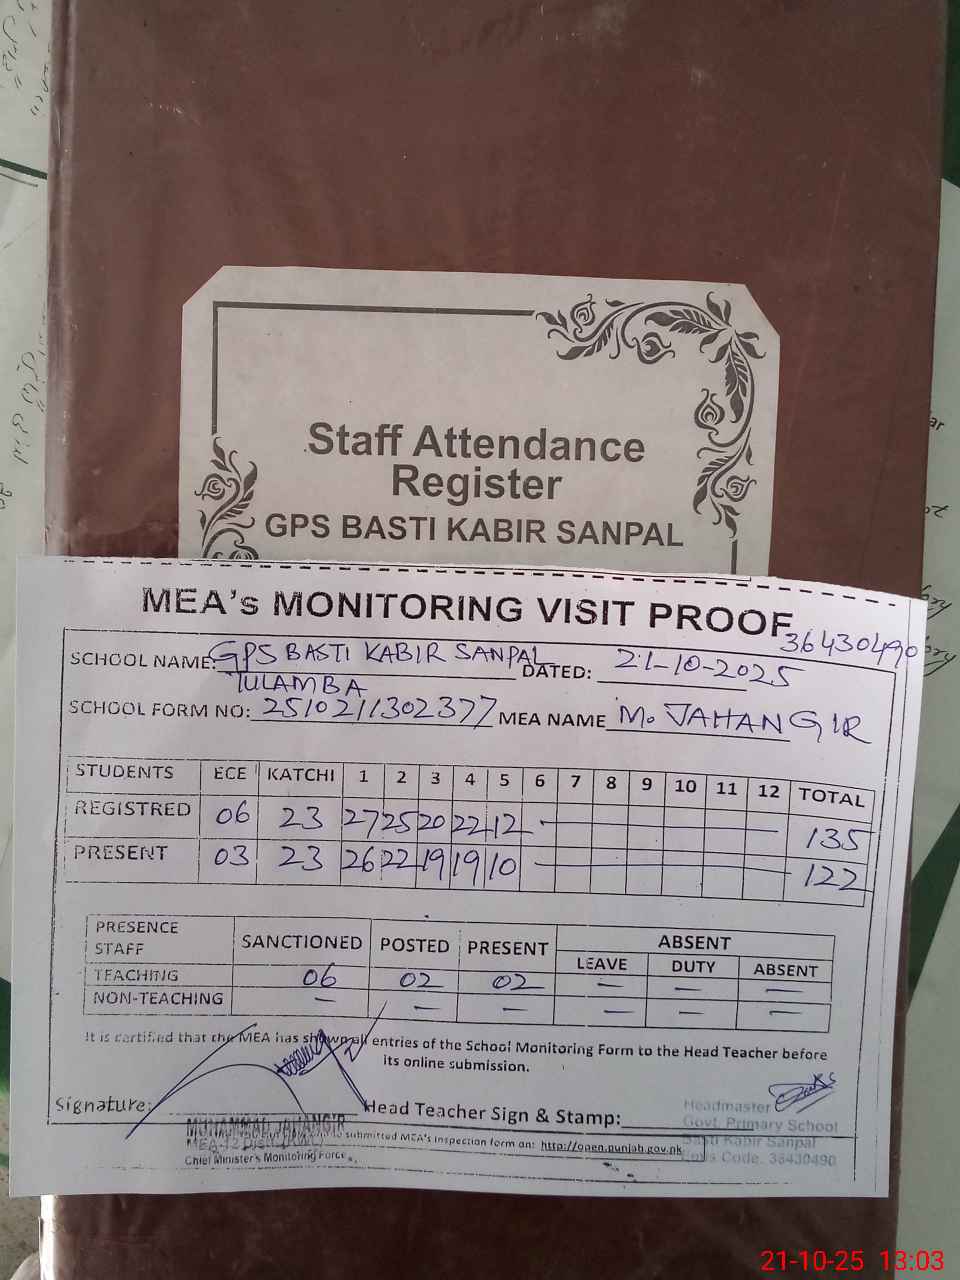 Staff Attendance
Register
GPS BASTI KABIR SANPAL
MEA's MONITORING VISIT PROOF
36430490
SCHOOL NAME: GPS BASTI KABIR SANPAL DATED: 21-10-2025
TULAMBA
SCHOOL FORM NO: 2510211302377 MEA NAME M. JAHANGIR
STUDENTS ECE KATCHI 1 2 3 4 5 6 7 8 9 10 11 12 TOTAL
REGISTRED 06 23 27 25 20 22 12 135
PRESENT 03 23 26 22 19 19 10 122
PRESENCE STAFF SANCTIONED POSTED PRESENT ABSENT
LEAVE DUTY ABSENT
TEACHING 06 02 02 — — —
NON-TEACHING — — — — — —
It is certified that the MEA has shown all entries of the School Monitoring Form to the Head Teacher before
its online submission.
Signature: Head Teacher Sign & Stamp:
Headmaster
Govt. Primary School
Basti Kabir Sanpal
Code. 36430490
MUHAMMAD JAHANGIR
submitted MEA's inspection form on: http://open.punjab.gov.pk
Chief Minister's Monitoring Force
21-10-25 13:03